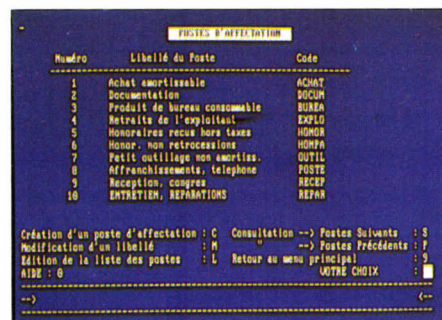 POSTES D'AFFECTATION
Numéro Libellé du Poste Code
1 Achat amortissable ACHAT
2 Documentation DOCUM
3 Produit de bureau consommable BUREA
4 Retraits de l'exploitant EXPLO
5 Honoraires recus hors taxes HONOR
6 Honor. non retrocessions HOMPA
7 Petit outillage non amortiss. OUTIL
8 Affranchissements, telephone POSTE
9 Reception, congres RECEP
10 ENTRETIEN, REPARATIONS REPAR
Création d'un poste d'affectation : C Consultation --> Postes Suivants : S
Modification d'un libellé : M " --> Postes Précédents : P
Edition de la liste des postes : L Retour au menu principal : 9
AIDE : @ VOTRE CHOIX :
--> <--